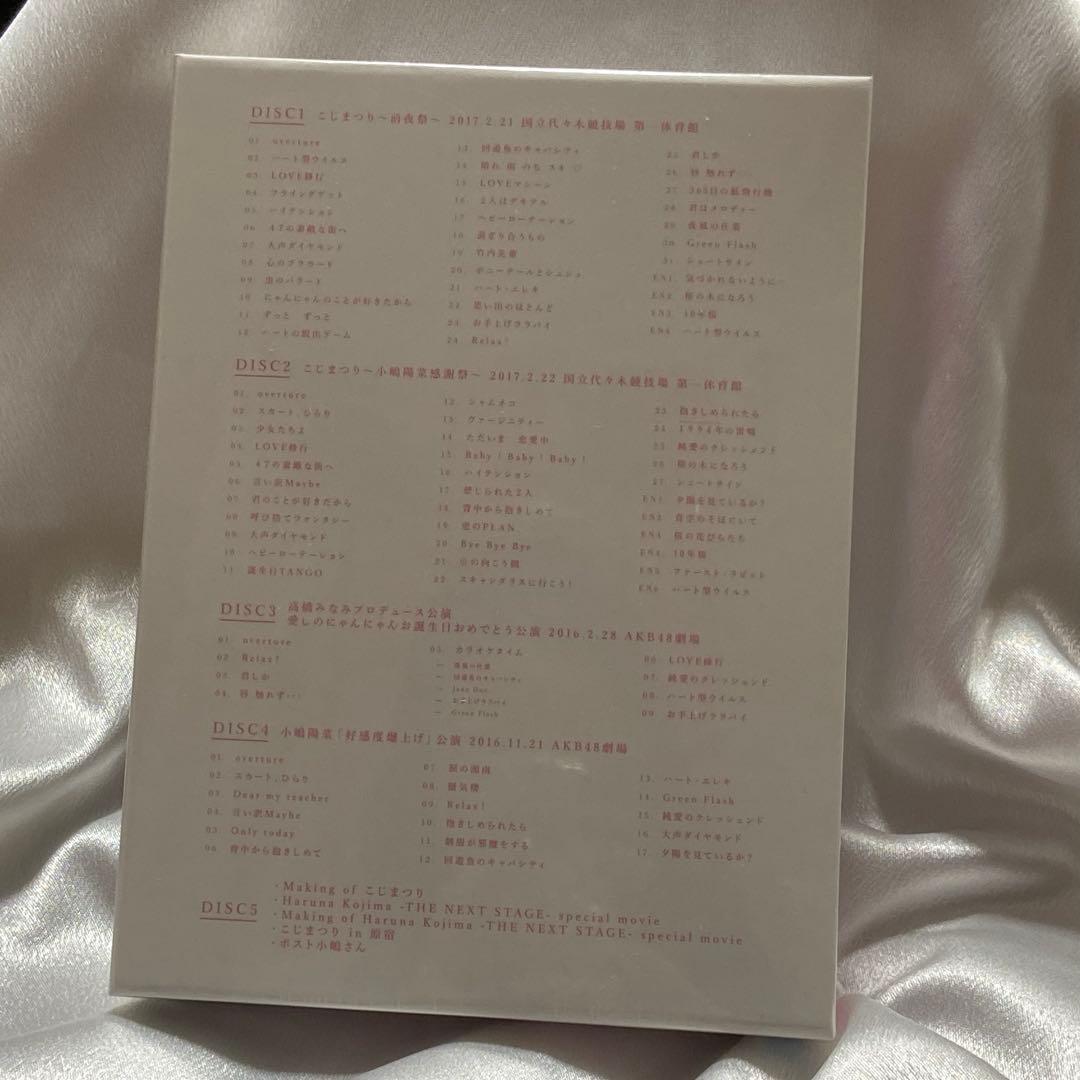 DISC1 こじまつり〜前夜祭〜 2017.2.21 国立代々木競技場 第一体育館
01. overture
02. ハート型ウイルス
03. LOVE修行
04. フライングゲット
05. ハイテンション
06. 47の素敵な街へ
07. 大声ダイヤモンド
08. 心のプラカード
09. 虫のバラード
10. にゃんにゃんのことが好きだから
11. ずっと ずっと
12. ハートの脱出ゲーム
13. 回遊魚のキャパシティ
14. 晴れ 雨 のち スキ♡
15. LOVEマシーン
16. 2人はデキテル
17. ヘビーローテーション
18. 混ざり合うもの
19. 竹内先輩
20. ポニーテールとシュシュ
21. ハート・エレキ
22. 思い出のほとんど
23. お手上げララバイ
24. Relax!
25. 君しか
26. 唇 触れず…
27. 365日の紙飛行機
28. 君はメロディー
29. 夜風の仕業
30. Green Flash
31. シュートサイン
EN1. 気づかれないように…
EN2. 桜の木になろう
EN3. 10年桜
EN4. ハート型ウイルス
DISC2 こじまつり〜小嶋陽菜感謝祭〜 2017.2.22 国立代々木競技場 第一体育館
01. overture
02. スカート、ひらり
03. 少女たちよ
04. LOVE修行
05. 47の素敵な街へ
06. 言い訳Maybe
07. 君のことが好きだから
08. 呼び捨てファンタジー
09. 大声ダイヤモンド
10. ヘビーローテーション
11. 誕生日TANGO
12. シャムネコ
13. ヴァージニティー
14. ただいま 恋愛中
15. Baby! Baby! Baby!
16. ハイテンション
17. 禁じられた2人
18. 背中から抱きしめて
19. 恋のPLAN
20. Bye Bye Bye
21. 山の向こう側
22. スキャンダラスに行こう!
23. 抱きしめられたら
24. 1994年の雷鳴
25. 純愛のクレッシェンド
26. 桜の木になろう
27. シュートサイン
EN1. 夕陽を見ているか?
EN2. 青空のそばにいて
EN3. 桜の花びらたち
EN4. 10年桜
EN5. ファースト・ラビット
EN6. ハート型ウイルス
DISC3 高橋みなみプロデュース公演
愛しのにゃんにゃんお誕生日おめでとう公演 2016.2.28 AKB48劇場
01. overture
02. Relax!
03. 君しか
04. 唇 触れず…
05. カラオケタイム
– 夜風の仕業
– 回遊魚のキャパシティ
– Jane Doe
– お手上げララバイ
– Green Flash
06. LOVE修行
07. 純愛のクレッシェンド
08. ハート型ウイルス
09. お手上げララバイ
DISC4 小嶋陽菜「好感度爆上げ」公演 2016.11.21 AKB48劇場
01. overture
02. スカート、ひらり
03. Dear my teacher
04. 言い訳Maybe
05. Only today
06. 背中から抱きしめて
07. 涙の湘南
08. 蜃気楼
09. Relax!
10. 抱きしめられたら
11. 制服が邪魔をする
12. 回遊魚のキャパシティ
13. ハート・エレキ
14. Green Flash
15. 純愛のクレッシェンド
16. 大声ダイヤモンド
17. 夕陽を見ているか?
DISC5
・Making of こじまつり
・Haruna Kojima -THE NEXT STAGE- special movie
・Making of Haruna Kojima -THE NEXT STAGE- special movie
・こじまつり in 原宿
・ポスト小嶋さん